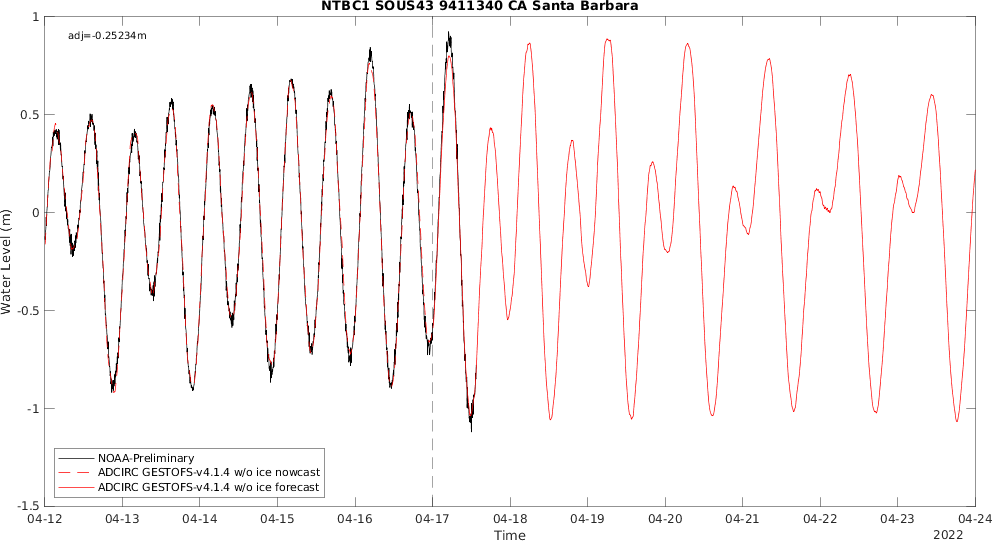 NTBC1 SOUS43 9411340 CA Santa Barbara
adj=-0.25234m
1
0.5
0
-0.5
-1
-1.5
Water Level (m)
NOAA-Preliminary
ADCIRC GESTOFS-v4.1.4 w/o ice nowcast
ADCIRC GESTOFS-v4.1.4 w/o ice forecast
04-12 04-13 04-14 04-15 04-16 04-17 04-18 04-19 04-20 04-21 04-22 04-23 04-24
Time
2022